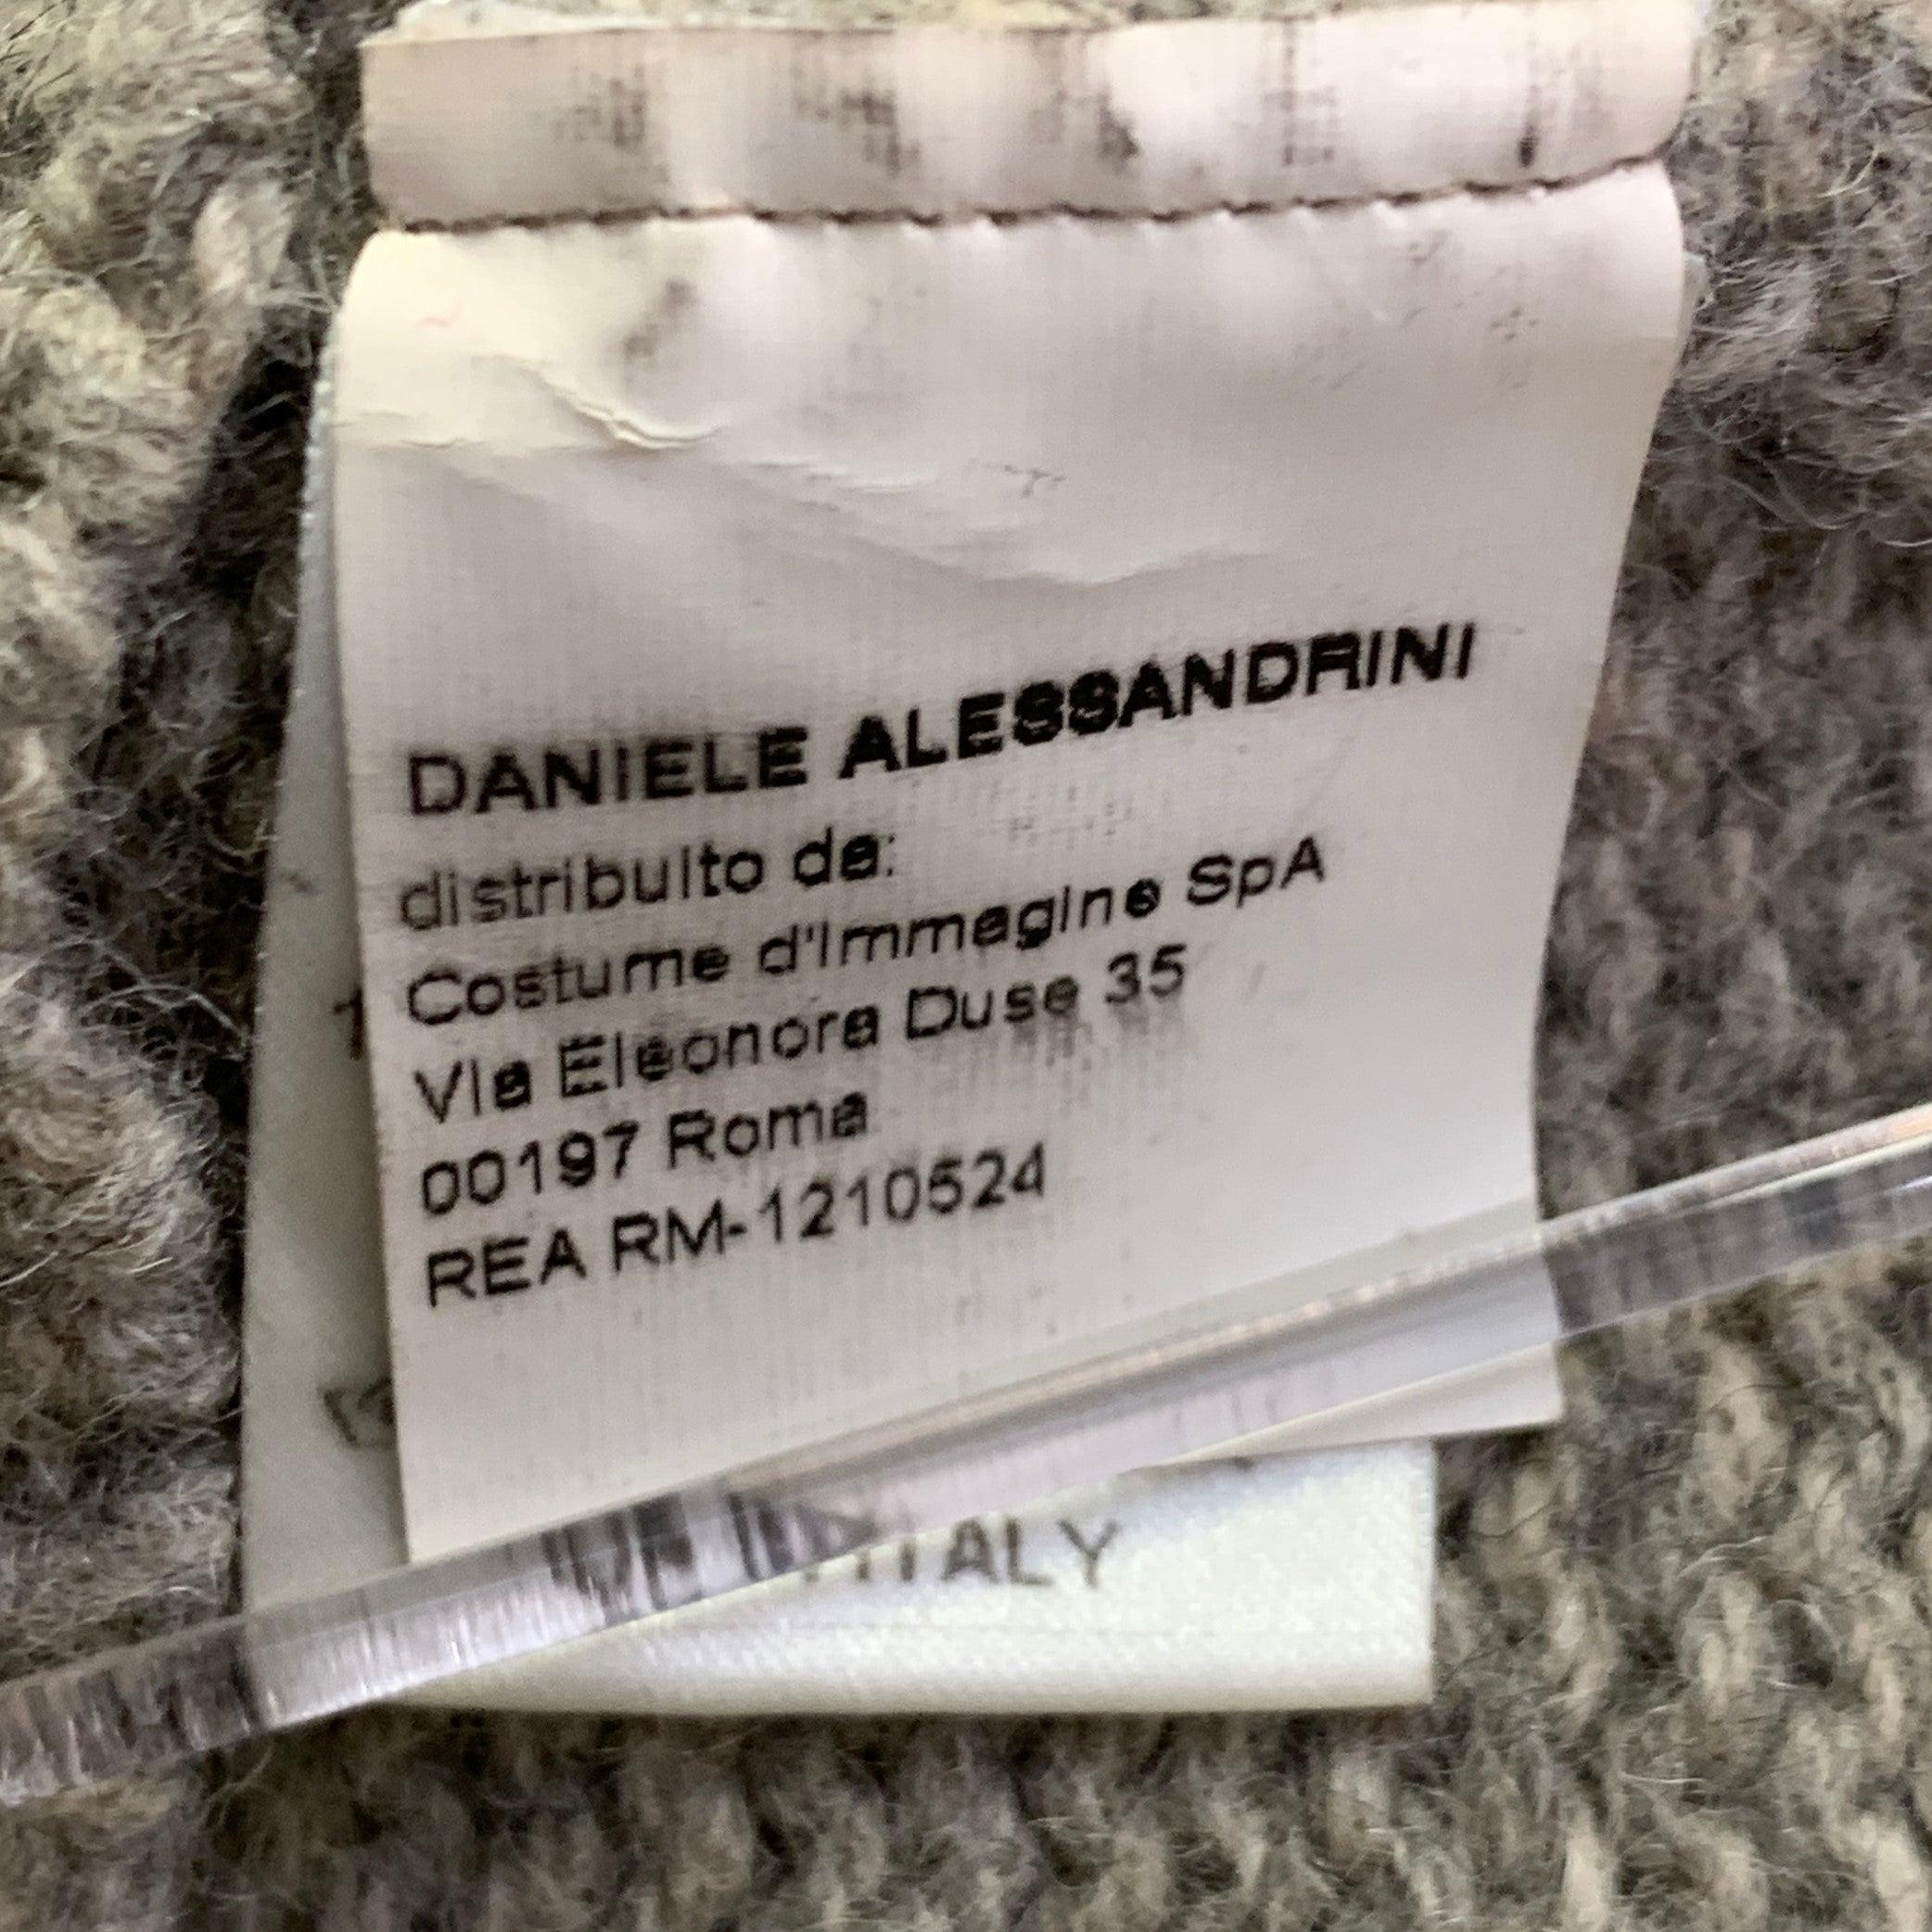 DANIELE ALESSANDRINI
distribuito da:
Costume d'Immagine SpA
Via Eleonora Duse 35
00197 Roma
REA RM-1210524
ITALY